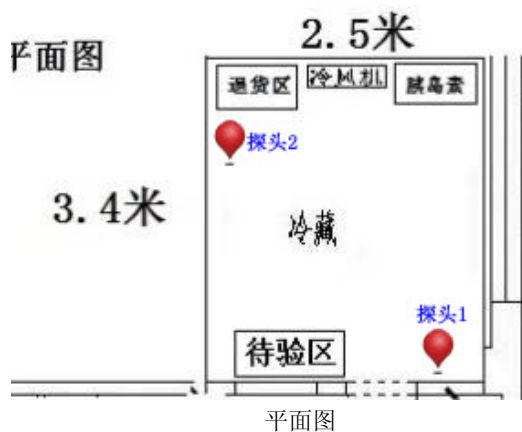 2.5米
平面图
退货区
冷风机
胰岛素
探头2
3.4米
冷藏
探头1
待验区
平面图